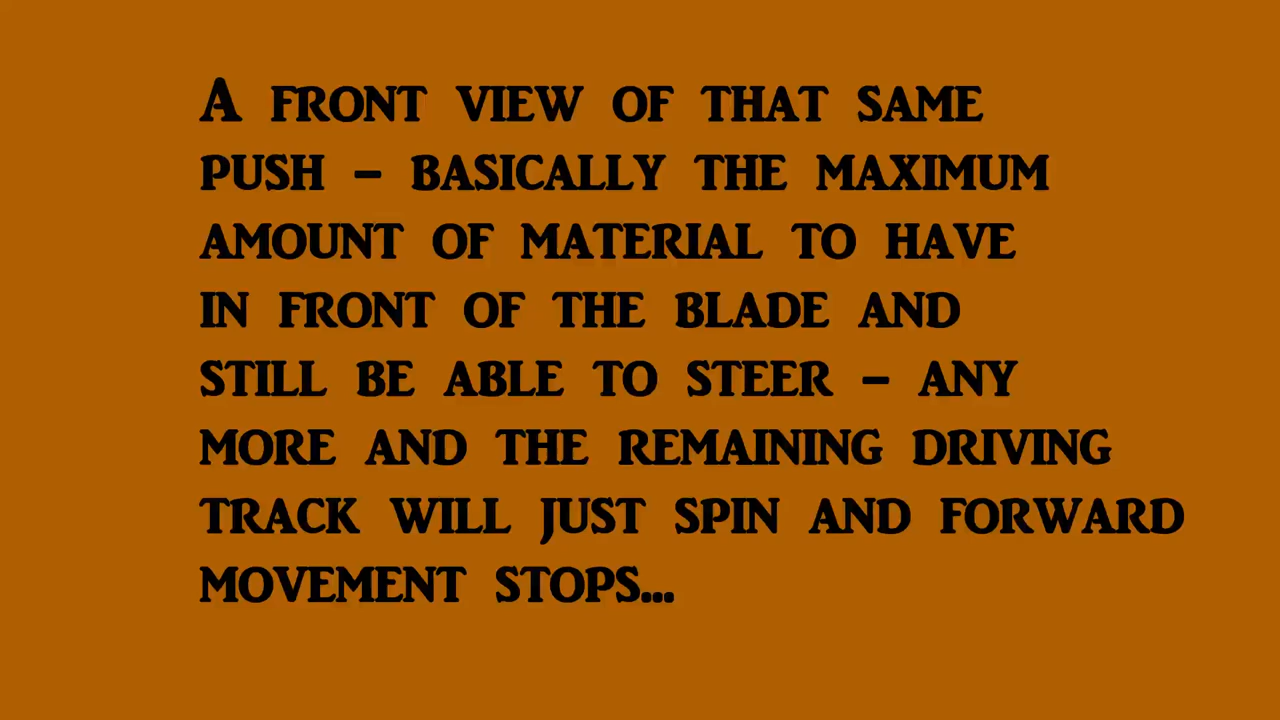 A FRONT VIEW OF THAT SAME
PUSH – BASICALLY THE MAXIMUM
AMOUNT OF MATERIAL TO HAVE
IN FRONT OF THE BLADE AND
STILL BE ABLE TO STEER – ANY
MORE AND THE REMAINING DRIVING
TRACK WILL JUST SPIN AND FORWARD
MOVEMENT STOPS...